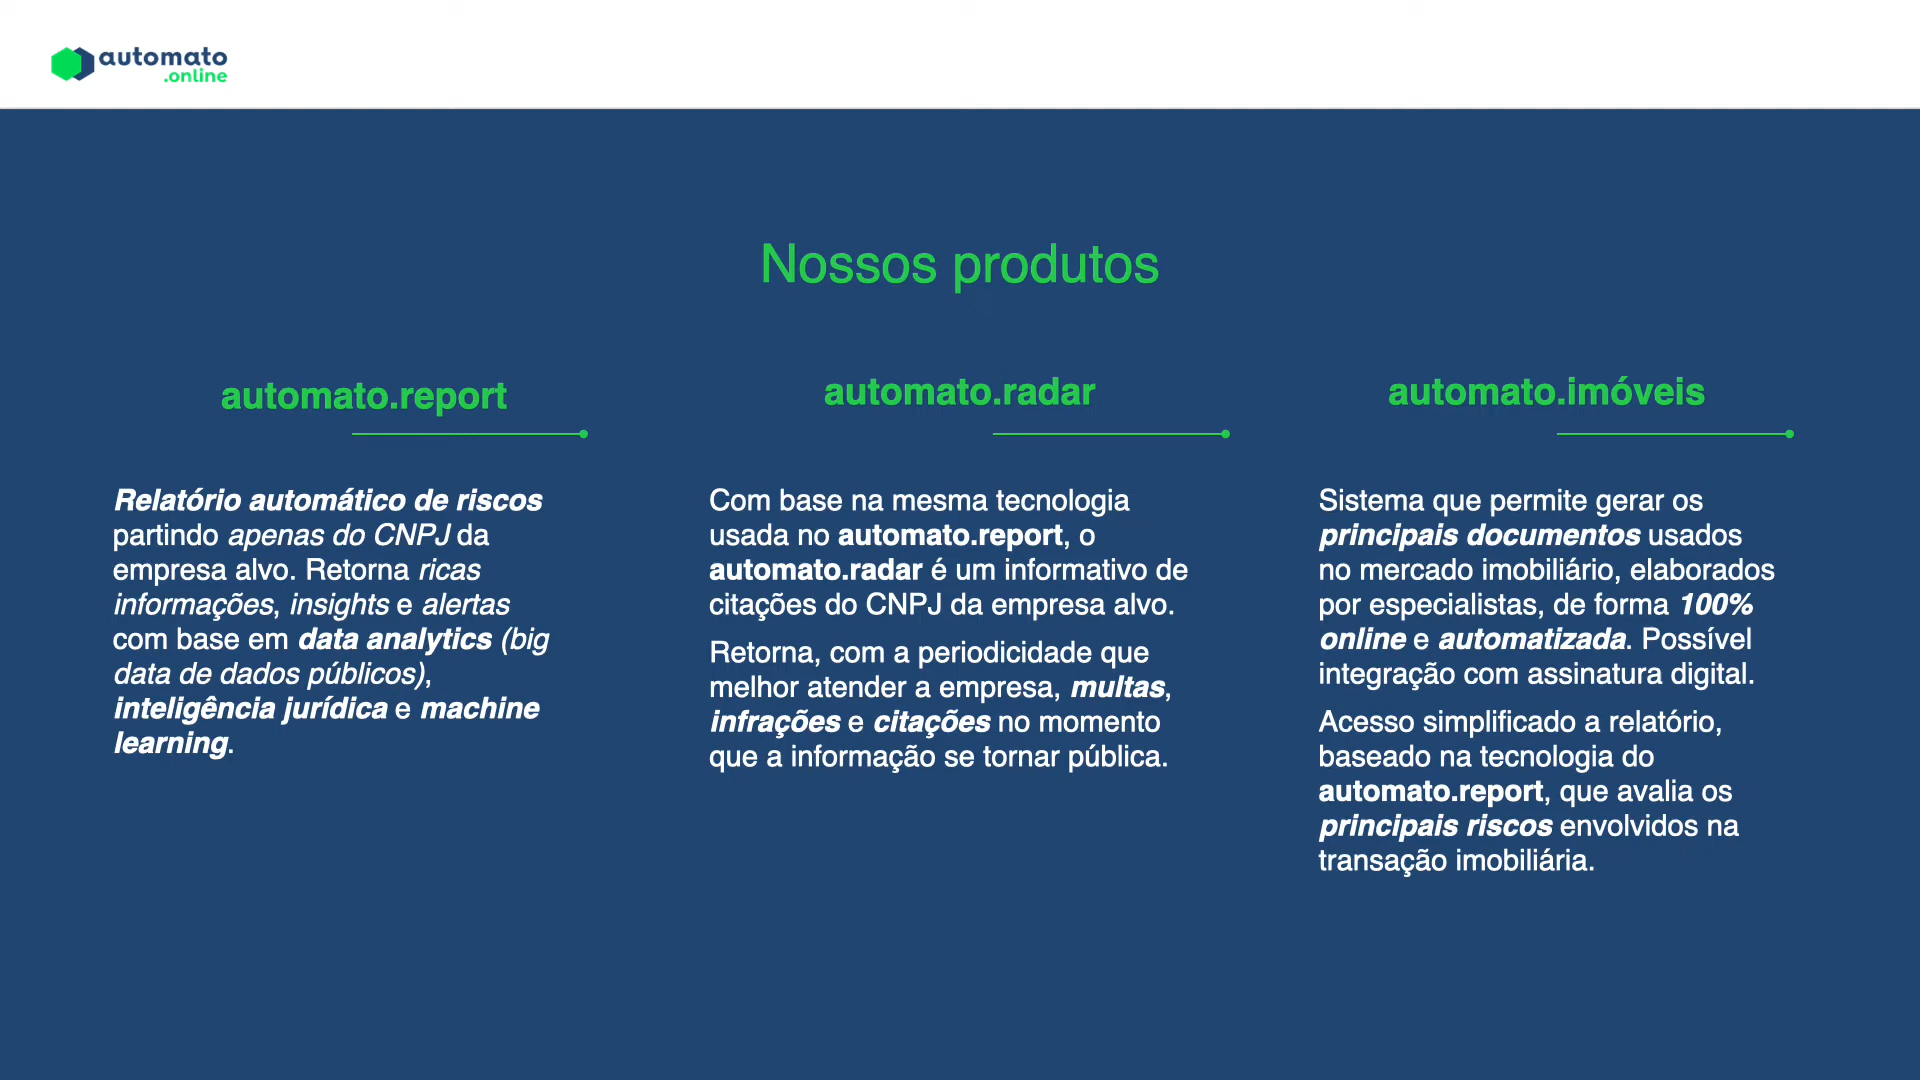 automato
.online
Nossos produtos
automato.report
Relatório automático de riscos
partindo apenas do CNPJ da
empresa alvo. Retorna ricas
informações, insights e alertas
com base em data analytics (big
data de dados públicos),
inteligência jurídica e machine
learning.
automato.radar
Com base na mesma tecnologia
usada no automato.report, o
automato.radar é um informativo de
citações do CNPJ da empresa alvo.
Retorna, com a periodicidade que
melhor atender a empresa, multas,
infrações e citações no momento
que a informação se tornar pública.
automato.imóveis
Sistema que permite gerar os
principais documentos usados
no mercado imobiliário, elaborados
por especialistas, de forma 100%
online e automatizada. Possível
integração com assinatura digital.
Acesso simplificado a relatório,
baseado na tecnologia do
automato.report, que avalia os
principais riscos envolvidos na
transação imobiliária.